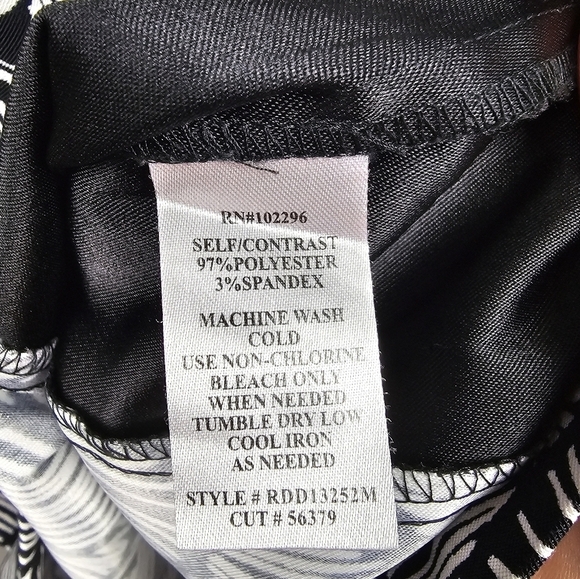 RN#102296
SELF/CONTRAST
97%POLYESTER
3%SPANDEX
MACHINE WASH
COLD
USE NON-CHLORINE
BLEACH ONLY
WHEN NEEDED
TUMBLE DRY LOW
COOL IRON
AS NEEDED
STYLE # RDD13252M
CUT # 56379